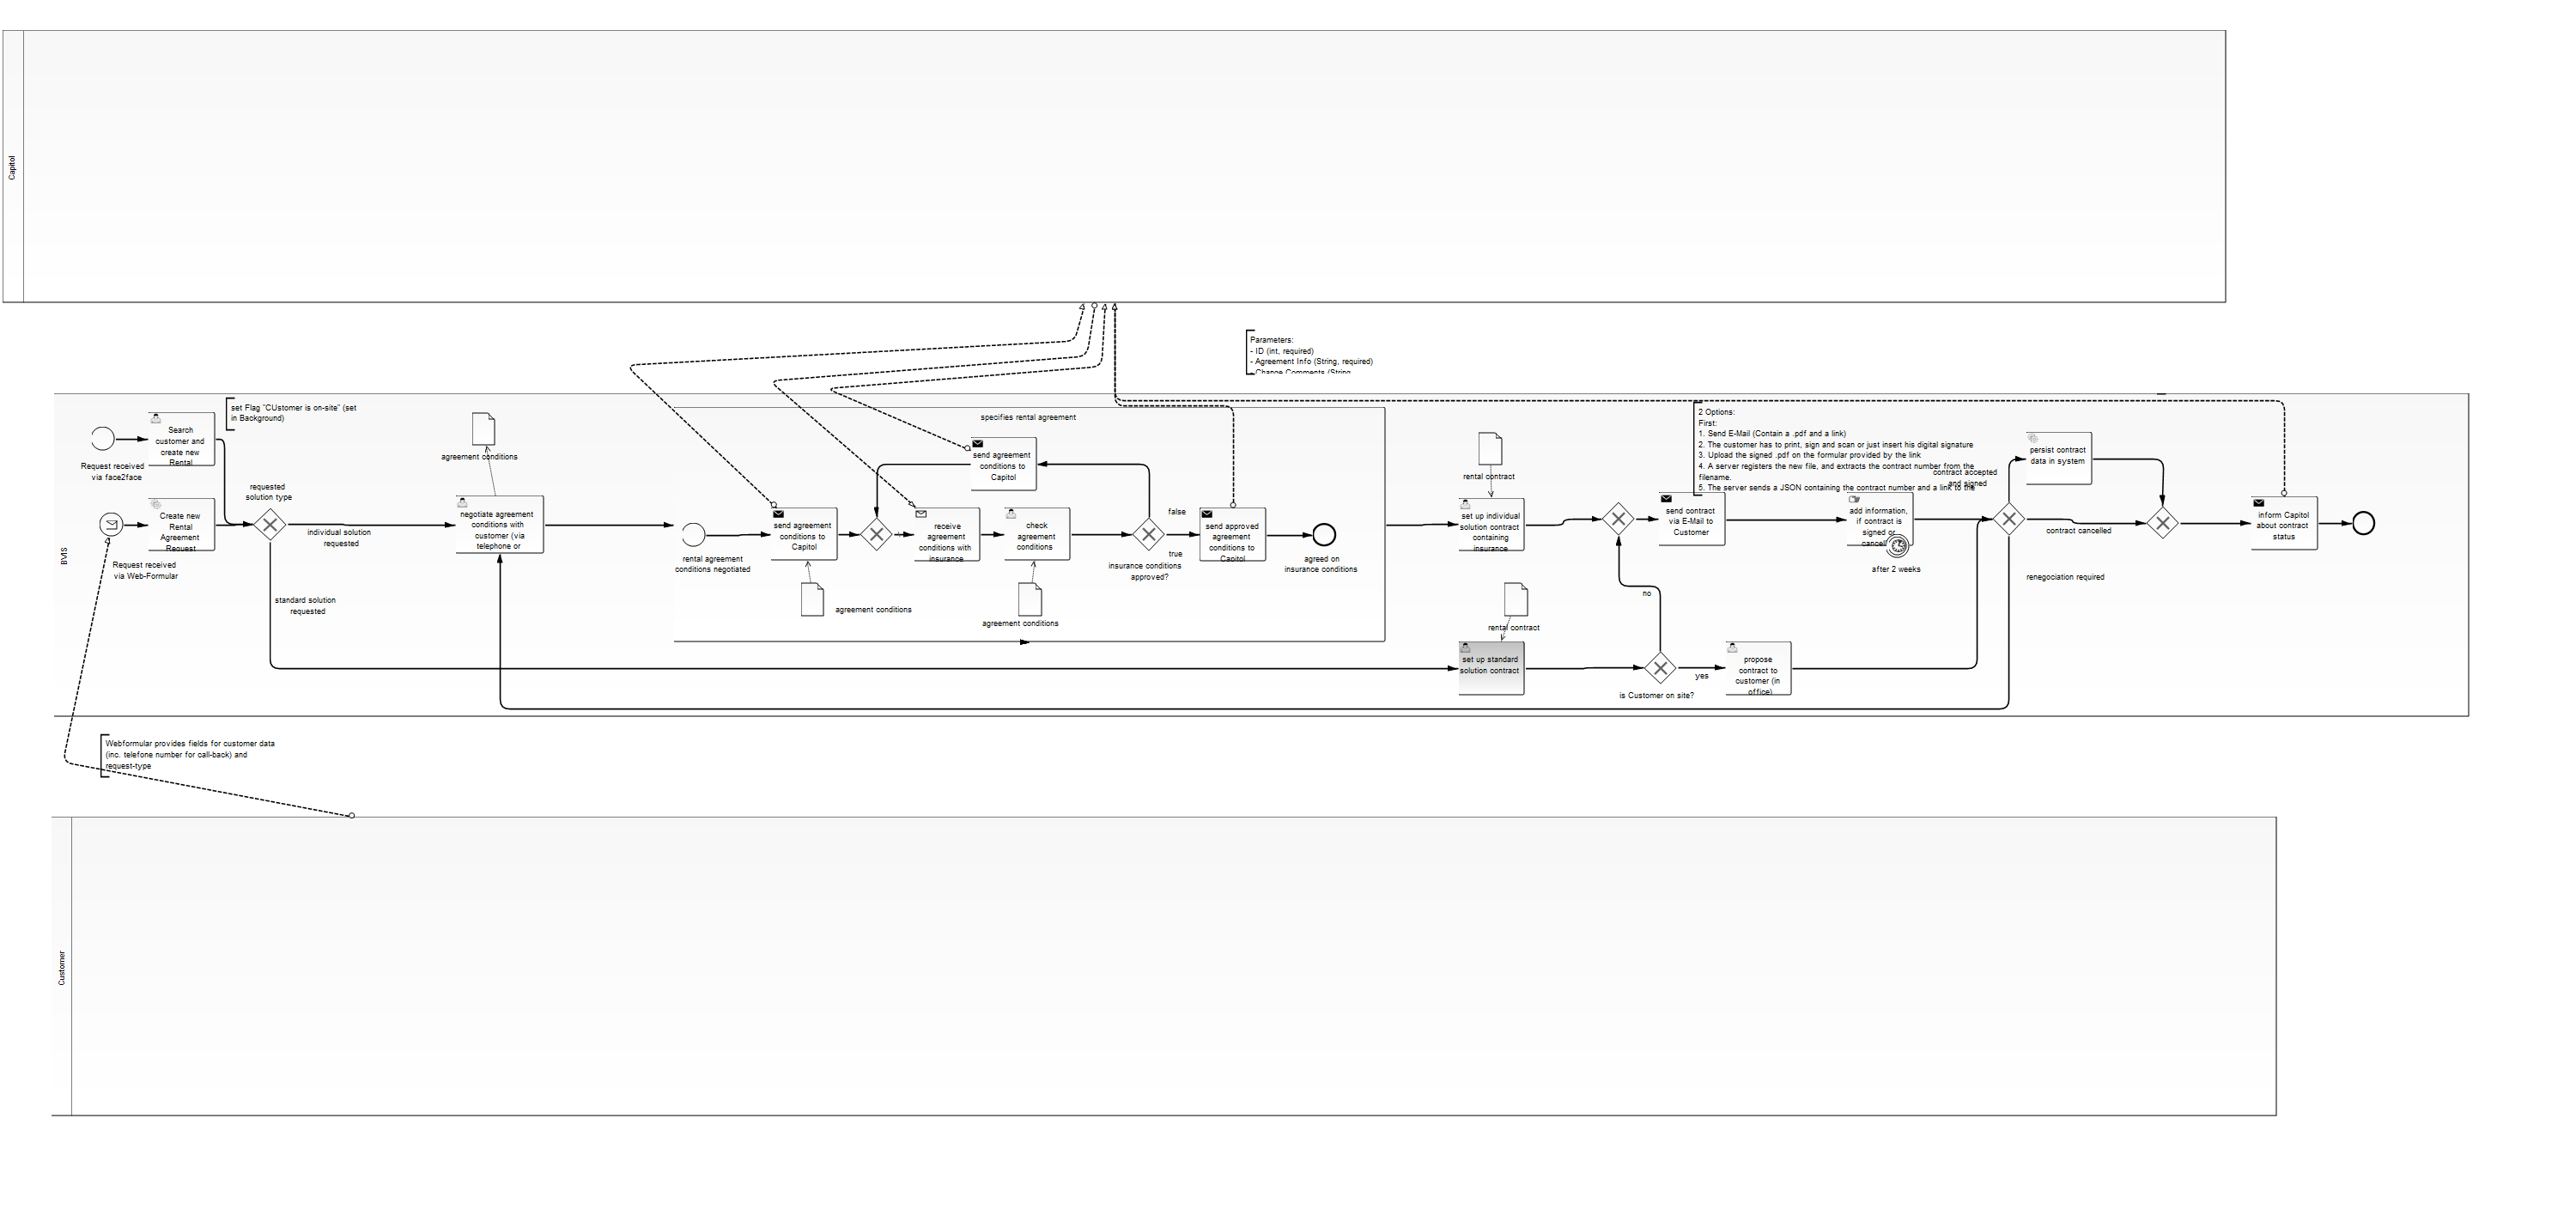 Capitol
Parameters:
- ID (int, required)
- Agreement Info (String, required)
- Change Comments (String,
BVIS
set Flag "CUstomer is on-site" (set
in Background)
Search
customer and
create new
Rental
Request received
via face2face
Create new
Rental
Agreement
Request
Request received
via Web-Formular
requested
solution type
individual solution
requested
standard solution
requested
agreement conditions
negotiate agreement
conditions with
customer (via
telephone or
specifies rental agreement
rental agreement
conditions negotiated
send agreement
conditions to
Capitol
agreement conditions
send agreement
conditions to
Capitol
receive
agreement
conditions with
insurance
check
agreement
conditions
agreement conditions
false
true
insurance conditions
approved?
send approved
agreement
conditions to
Capitol
agreed on
insurance conditions
rental contract
set up individual
solution contract
containing
insurance
rental contract
set up standard
solution contract
is Customer on site?
no
yes
propose
contract to
customer (in
office)
send contract
via E-Mail to
Customer
2 Options:
First:
1. Send E-Mail (Contain a .pdf and a link)
2. The customer has to print, sign and scan or just insert his digital signature
3. Upload the signed .pdf on the formular provided by the link
4. A server registers the new file, and extracts the contract number from the
filename.
5. The server sends a JSON containing the contract number and a link to the
add information,
if contract is
signed or
cancell
after 2 weeks
contract accepted
and signed
contract cancelled
renegociation required
persist contract
data in system
inform Capitol
about contract
status
Webformular provides fields for customer data
(inc. telefone number for call-back) and
request-type
Customer